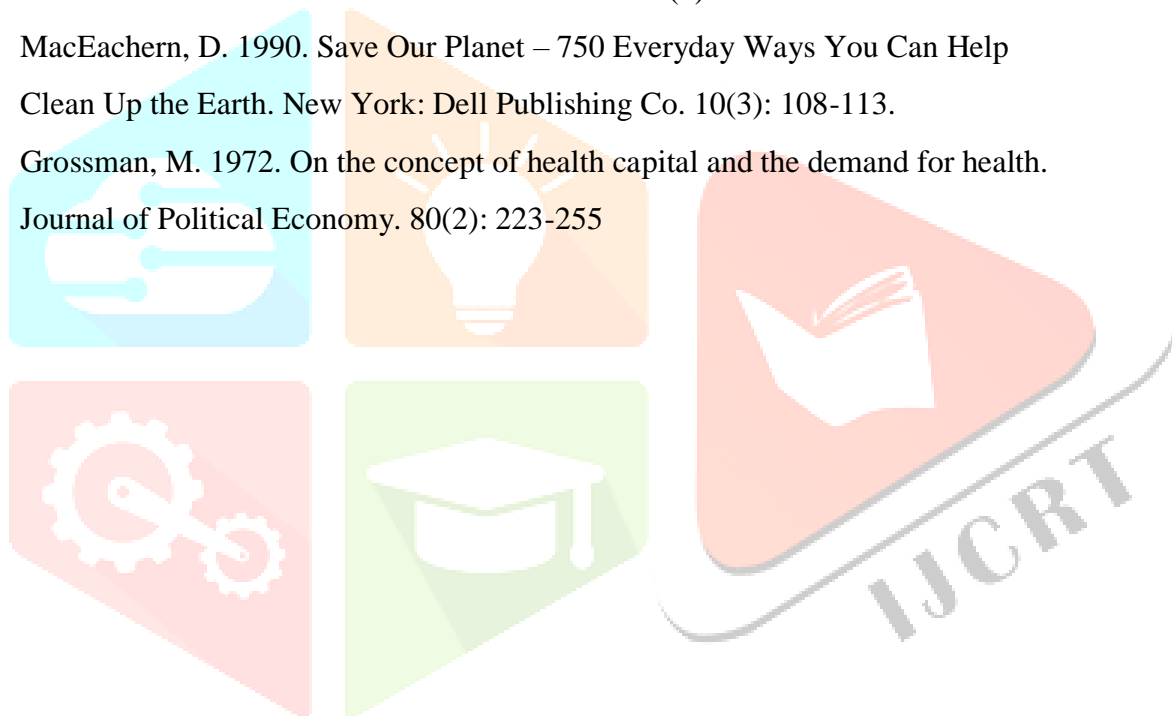 MacEachern, D. 1990. Save Our Planet – 750 Everyday Ways You Can Help
Clean Up the Earth. New York: Dell Publishing Co. 10(3): 108-113.
Grossman, M. 1972. On the concept of health capital and the demand for health.
Journal of Political Economy. 80(2): 223-255
IJCRT